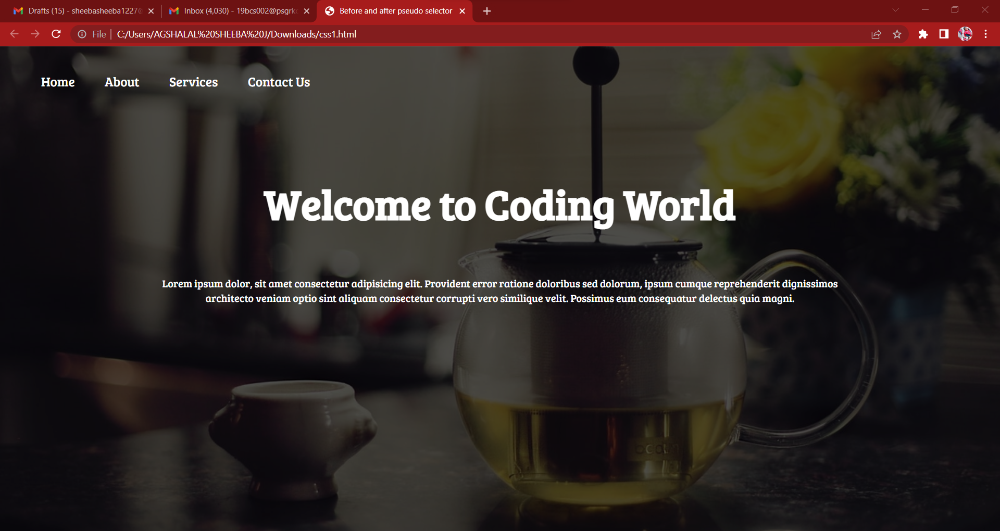 Drafts (15) - sheebasheeba1227@
Inbox (4,030) - 19bcs002@psgrk
Before and after pseudo selector
File
C:/Users/AGSHALAL%20SHEEBA%20J/Downloads/css1.html
Home
About
Services
Contact Us
Welcome to Coding World
Lorem ipsum dolor, sit amet consectetur adipisicing elit. Provident error ratione doloribus sed dolorum, ipsum cumque reprehenderit dignissimos
architecto veniam optio sint aliquam consectetur corrupti vero similique velit. Possimus eum consequatur delectus quia magni.